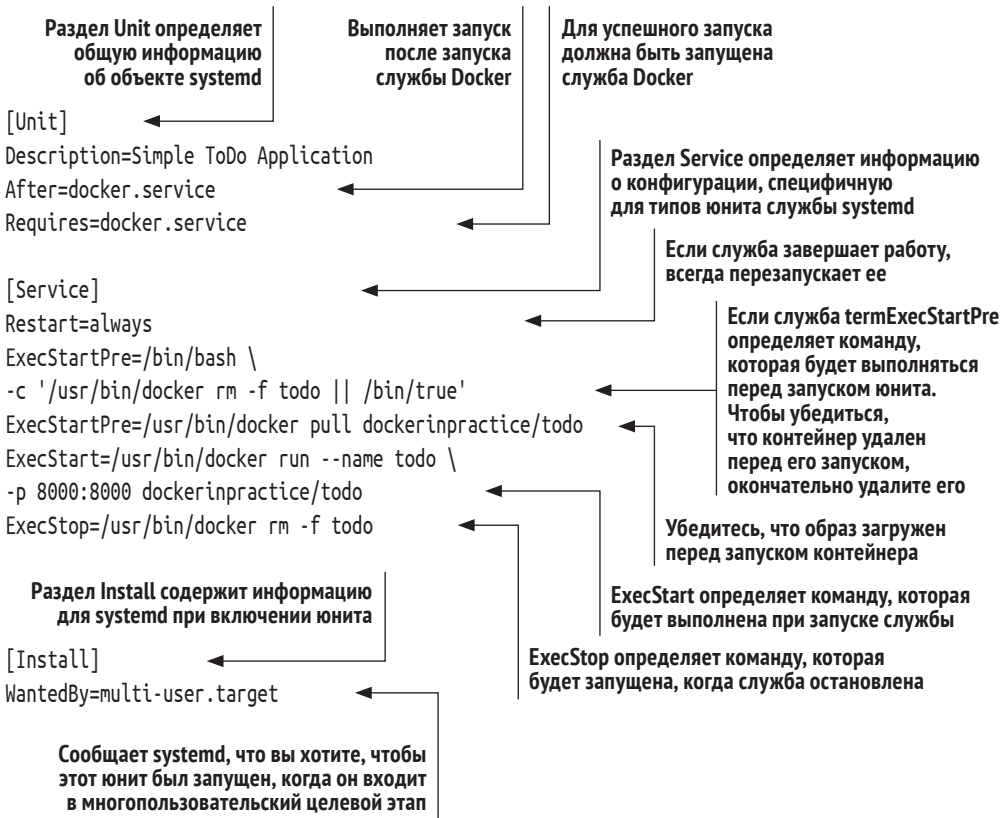 Раздел Unit определяет
общую информацию
об объекте systemd
Выполняет запуск
после запуска
службы Docker
Для успешного запуска
должна быть запущена
служба Docker
[Unit]
Description=Simple ToDo Application
After=docker.service
Requires=docker.service
Раздел Service определяет информацию
о конфигурации, специфичную
для типов юнита службы systemd
Если служба завершает работу,
всегда перезапускает ее
[Service]
Restart=always
ExecStartPre=/bin/bash \
-c '/usr/bin/docker rm -f todo || /bin/true'
ExecStartPre=/usr/bin/docker pull dockerinpractice/todo
ExecStart=/usr/bin/docker run --name todo \
-p 8000:8000 dockerinpractice/todo
ExecStop=/usr/bin/docker rm -f todo
Если служба termExecStartPre
определяет команду,
которая будет выполняться
перед запуском юнита.
Чтобы убедиться,
что контейнер удален
перед его запуском,
окончательно удалите его
Убедитесь, что образ загружен
перед запуском контейнера
ExecStart определяет команду, которая
будет выполнена при запуске службы
ExecStop определяет команду, которая
будет запущена, когда служба остановлена
Раздел Install содержит информацию
для systemd при включении юнита
[Install]
WantedBy=multi-user.target
Сообщает systemd, что вы хотите, чтобы
этот юнит был запущен, когда он входит
в многопользовательский целевой этап